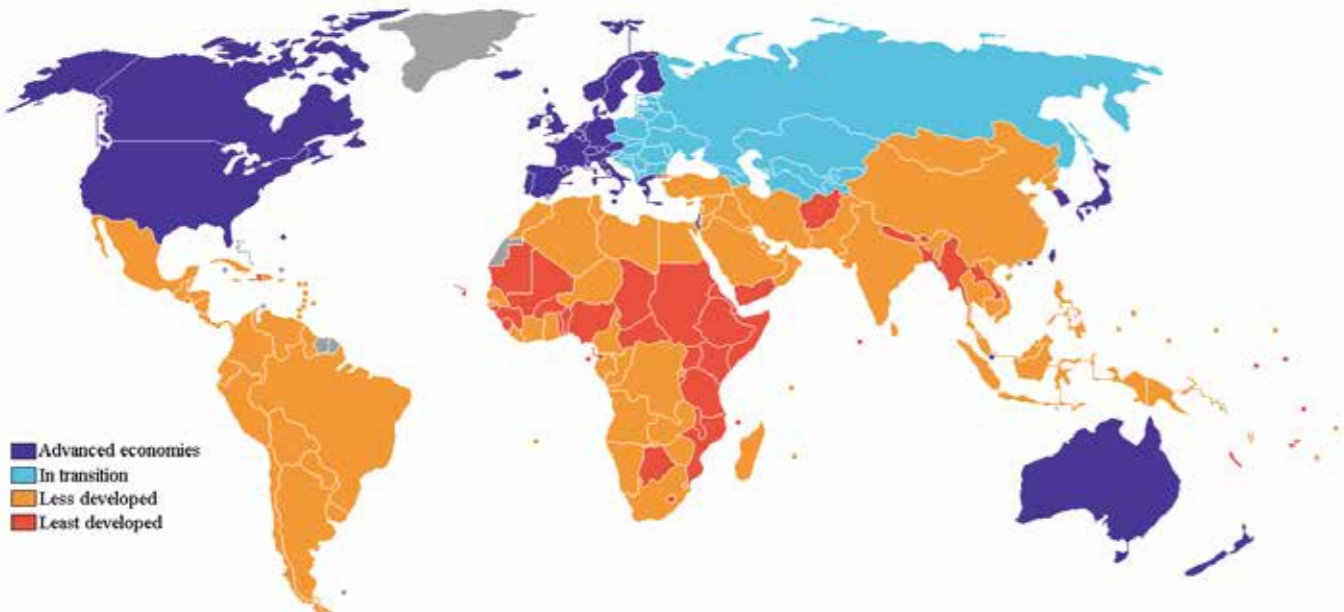 Advanced economies
In transition
Less developed
Least developed